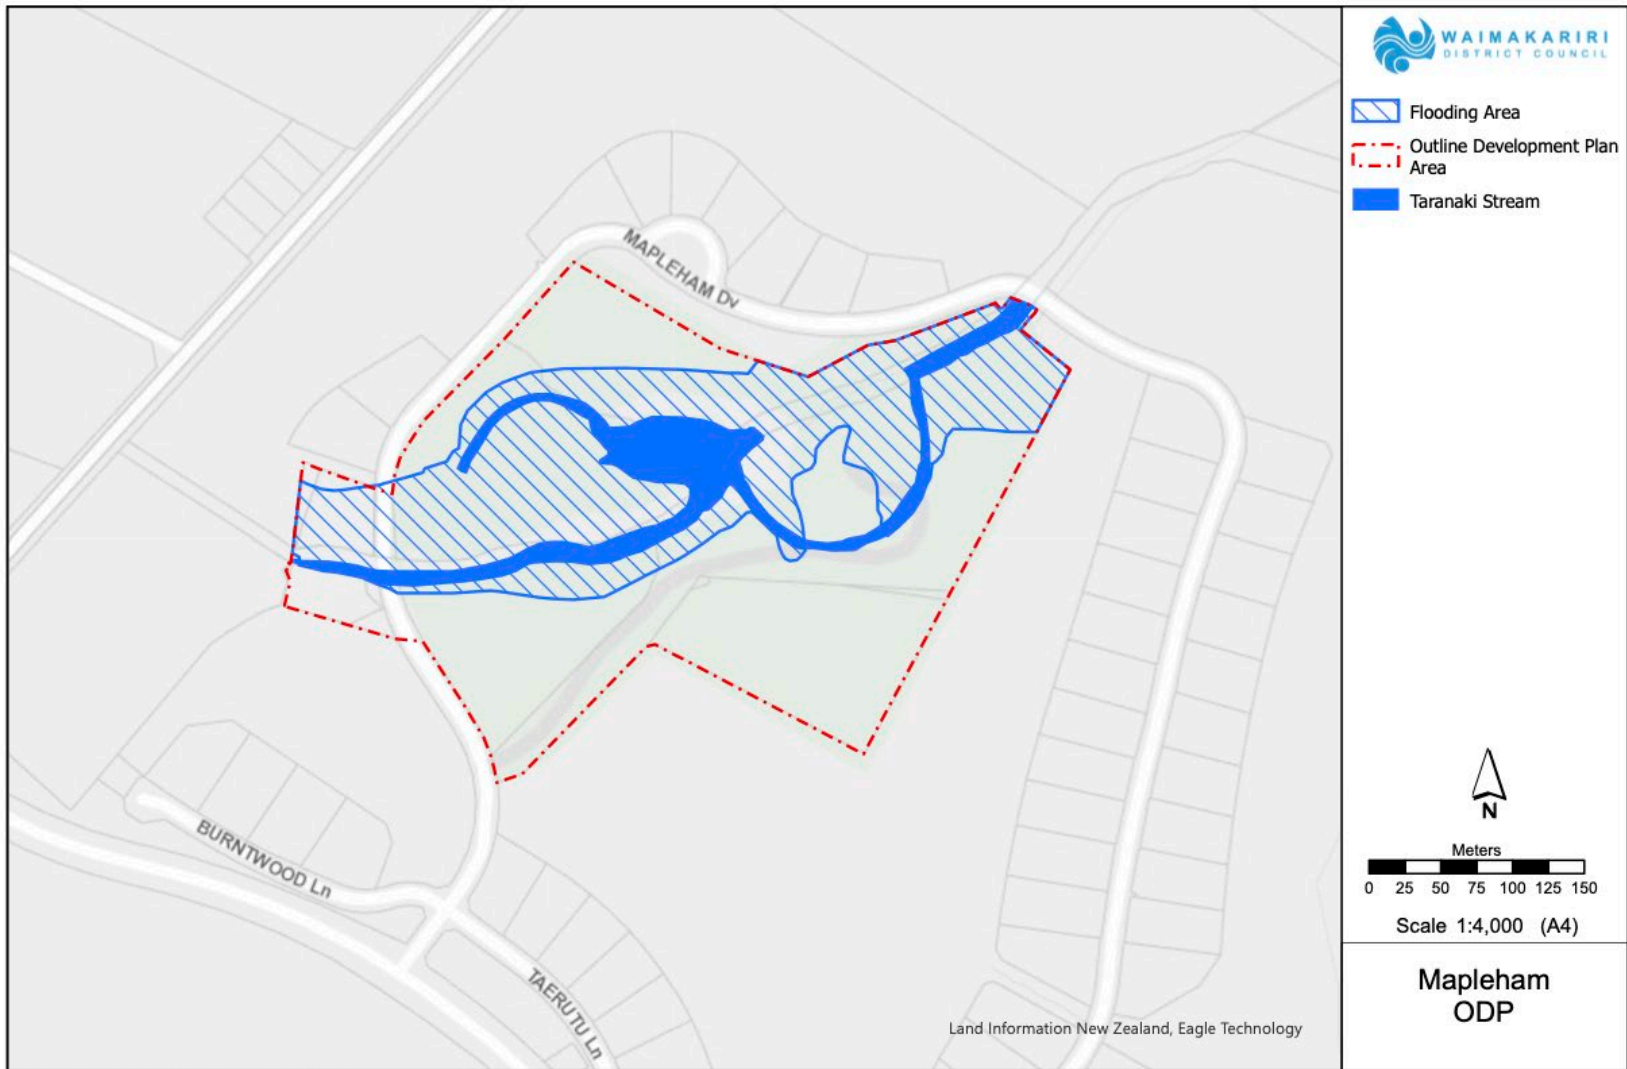 WAIMAKARIRI
DISTRICT COUNCIL
Flooding Area
Outline Development Plan
Area
Taranaki Stream
MAPLEHAM Dv
BURNTWOOD Ln
TAERUTU Ln
N
Meters
0 25 50 75 100 125 150
Scale 1:4,000 (A4)
Mapleham
ODP
Land Information New Zealand, Eagle Technology